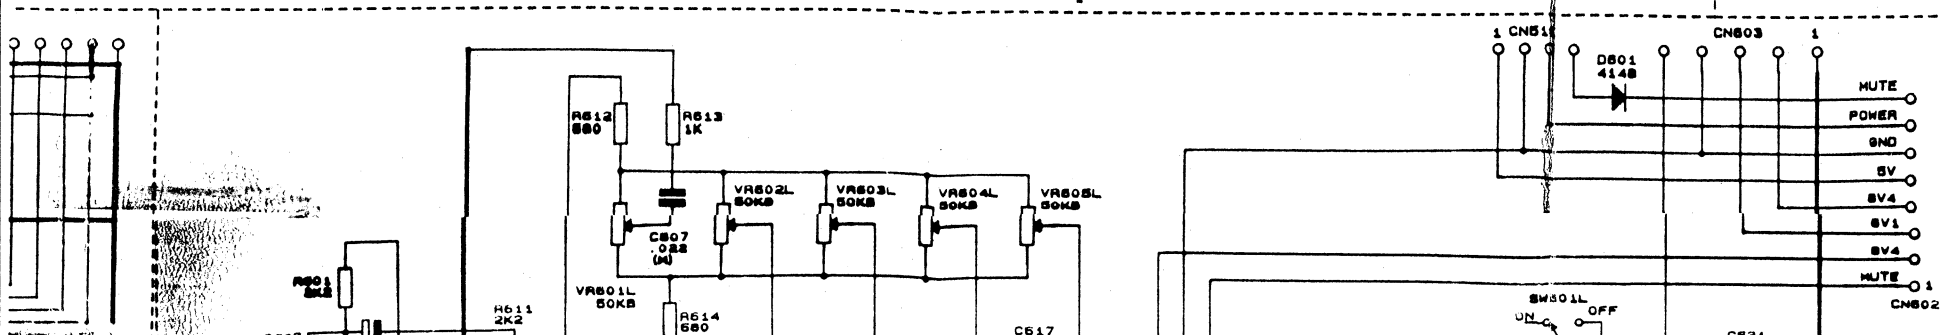 1 CN51
CN603 1
D601
4148
MUTE
POWER
GND
5V
8V4
8V1
8V4
MUTE
1
CN602
R612
560
R613
1K
VR602L
50KB
VR603L
50KB
VR604L
50KB
VR605L
50KB
C607
.022
(M)
VR601L
50KB
R601
2K2
R611
2K2
R614
560
C617
SW601L
ON
OFF